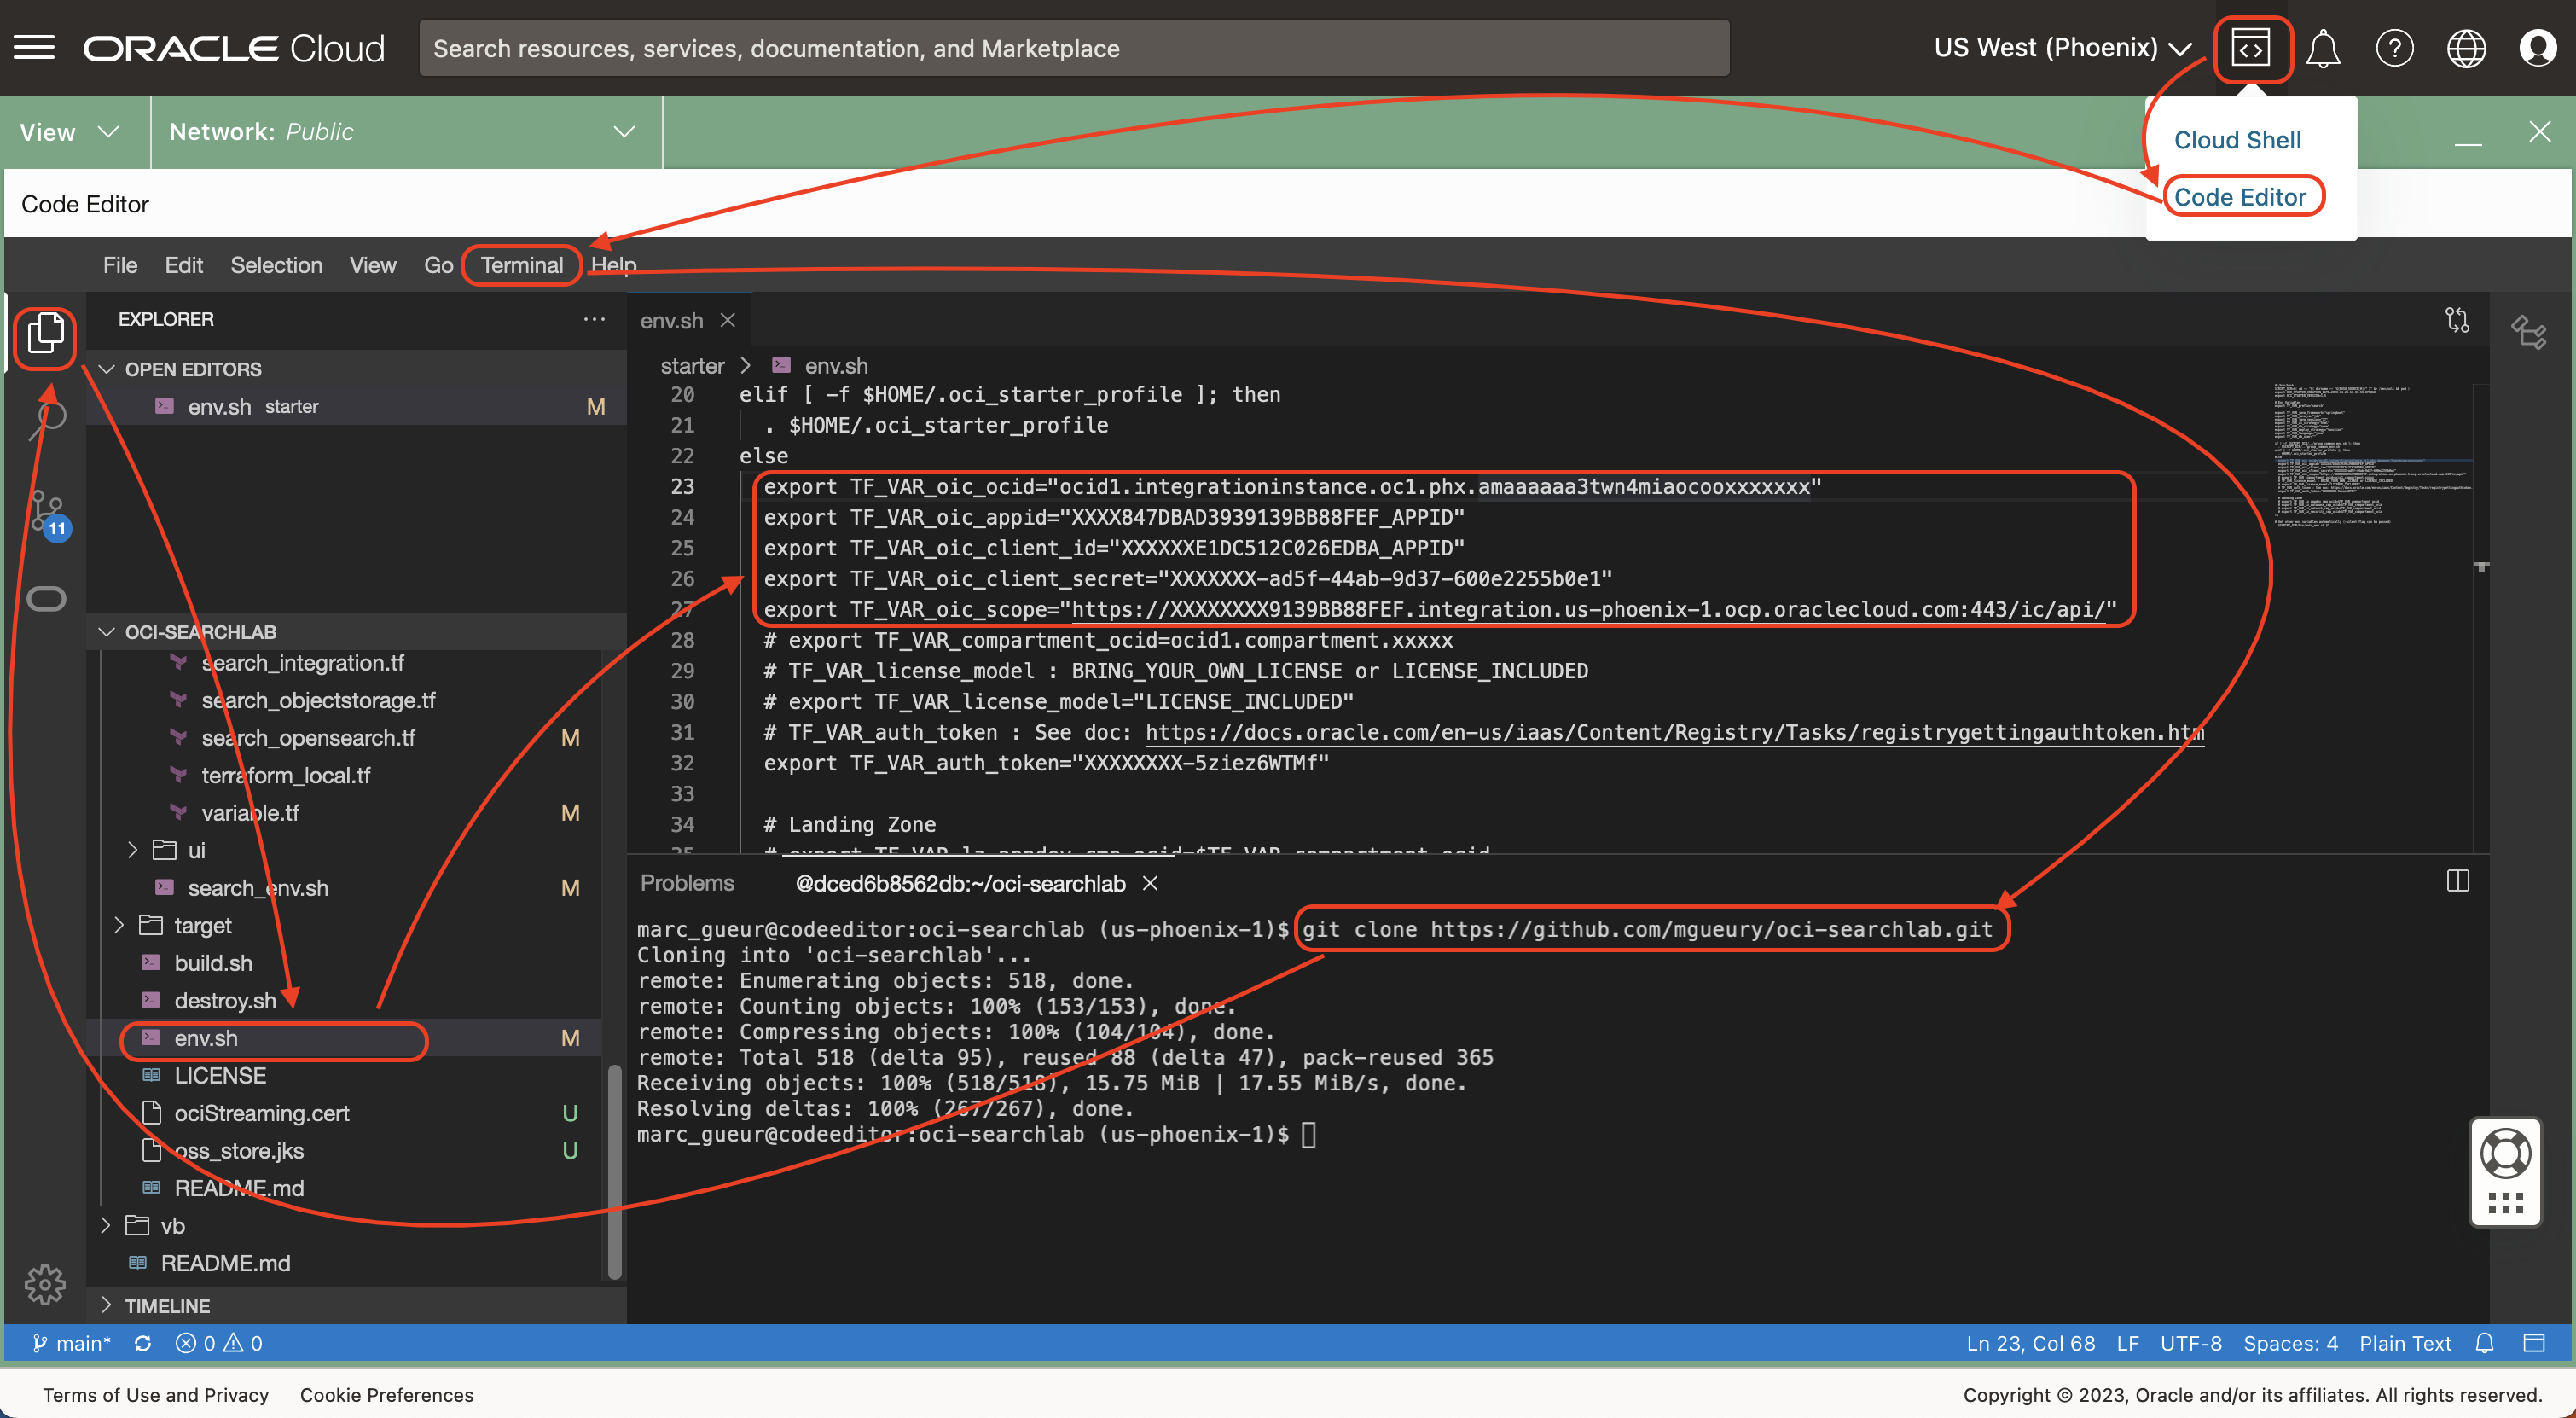 ORACLE Cloud
Search resources, services, documentation, and Marketplace
US West (Phoenix)
View
Network: Public
Cloud Shell
Code Editor
Code Editor
File Edit Selection View Go Terminal Help
EXPLORER
OPEN EDITORS
env.sh starter M
11
OCI-SEARCHLAB
search_integration.tf
search_objectstorage.tf
search_opensearch.tf M
terraform_local.tf
variable.tf M
ui
search_env.sh M
target
build.sh
destroy.sh
env.sh M
LICENSE
ociStreaming.cert U
oss_store.jks U
README.md
vb
README.md
TIMELINE
env.sh
starter > env.sh
20 elif [ -f $HOME/.oci_starter_profile ]; then
21 . $HOME/.oci_starter_profile
22 else
23 export TF_VAR_oic_ocid="ocid1.integrationinstance.oc1.phx.amaaaaaa3twn4miaocooxxxxxxx"
24 export TF_VAR_oic_appid="XXXX847DBAD3939139BB88FEF_APPID"
25 export TF_VAR_oic_client_id="XXXXXXE1DC512C026EDBA_APPID"
26 export TF_VAR_oic_client_secret="XXXXXXX-ad5f-44ab-9d37-600e2255b0e1"
27 export TF_VAR_oic_scope="https://XXXXXXXX9139BB88FEF.integration.us-phoenix-1.ocp.oraclecloud.com:443/ic/api/"
28 # export TF_VAR_compartment_ocid=ocid1.compartment.xxxxx
29 # TF_VAR_license_model : BRING_YOUR_OWN_LICENSE or LICENSE_INCLUDED
30 # export TF_VAR_license_model="LICENSE_INCLUDED"
31 # TF_VAR_auth_token : See doc: https://docs.oracle.com/en-us/iaas/Content/Registry/Tasks/registrygettingauthtoken.htm
32 export TF_VAR_auth_token="XXXXXXXX-5ziez6WTMf"
33
34 # Landing Zone
35 # export TF_VAR_lz_appdev_cmp_ocid=$TF_VAR_compartment_ocid
Problems @dced6b8562db:~/oci-searchlab
marc_gueur@codeeditor:oci-searchlab (us-phoenix-1)$ git clone https://github.com/mgueury/oci-searchlab.git
Cloning into 'oci-searchlab'...
remote: Enumerating objects: 518, done.
remote: Counting objects: 100% (153/153), done.
remote: Compressing objects: 100% (104/104), done.
remote: Total 518 (delta 95), reused 88 (delta 47), pack-reused 365
Receiving objects: 100% (518/518), 15.75 MiB | 17.55 MiB/s, done.
Resolving deltas: 100% (267/267), done.
marc_gueur@codeeditor:oci-searchlab (us-phoenix-1)$
main* 0 0
Ln 23, Col 68 LF UTF-8 Spaces: 4 Plain Text
Terms of Use and Privacy Cookie Preferences
Copyright © 2023, Oracle and/or its affiliates. All rights reserved.